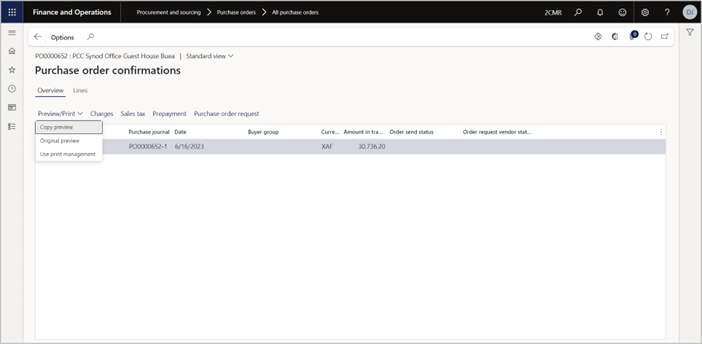 Finance and Operations Procurement and sourcing Purchase orders All purchase orders 2CMR ? DJ
Options 0
PO0000652 : PCC Synod Office Guest House Buea | Standard view
Purchase order confirmations
Overview Lines
Preview/Print Charges Sales tax Prepayment Purchase order request
Copy preview
Original preview
Use print management
Purchase journal Date Buyer group Curre... Amount in tra... Order send status Order request vendor stat...
PO0000652-1 6/16/2023 XAF 30,736.20